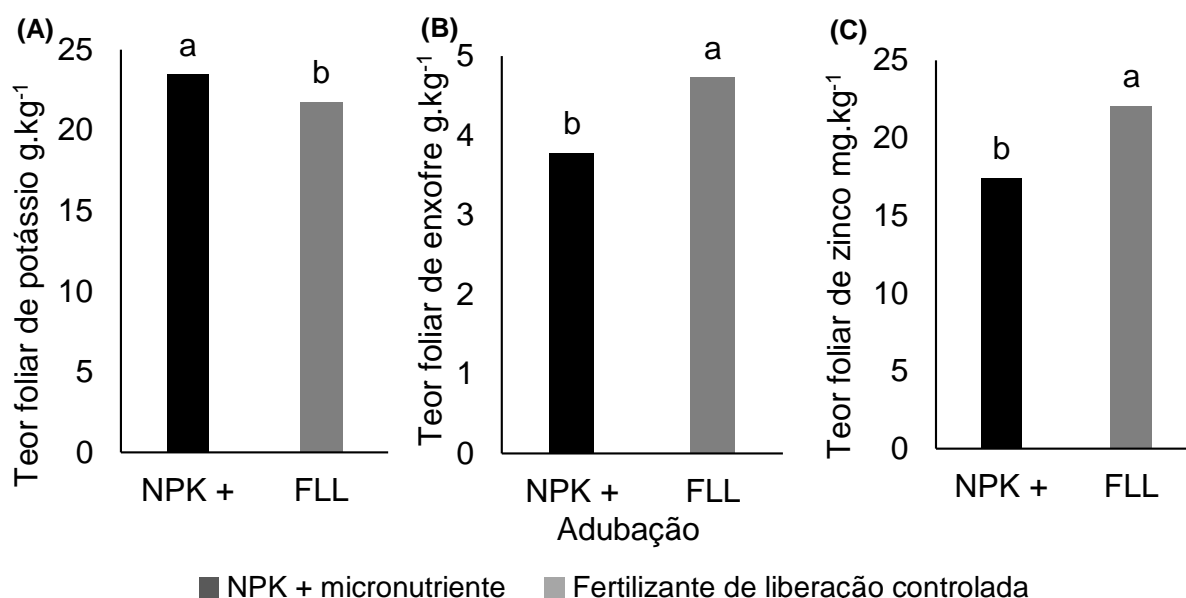 (A)
Teor foliar de potássio g.kg⁻¹
25
20
15
10
5
0
a
b
NPK +
FLL
(B)
Teor foliar de enxofre g.kg⁻¹
5
4
3
2
1
0
b
a
NPK +
FLL
(C)
Teor foliar de zinco mg.kg⁻¹
25
20
15
10
5
0
b
a
NPK +
FLL
Adubação
NPK + micronutriente
Fertilizante de liberação controlada